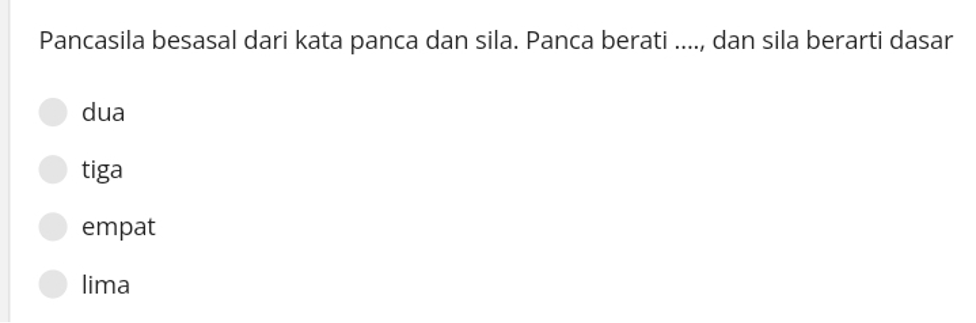 Pancasila besasal dari kata panca dan sila. Panca berati ...., dan sila berarti dasar
dua
tiga
empat
lima